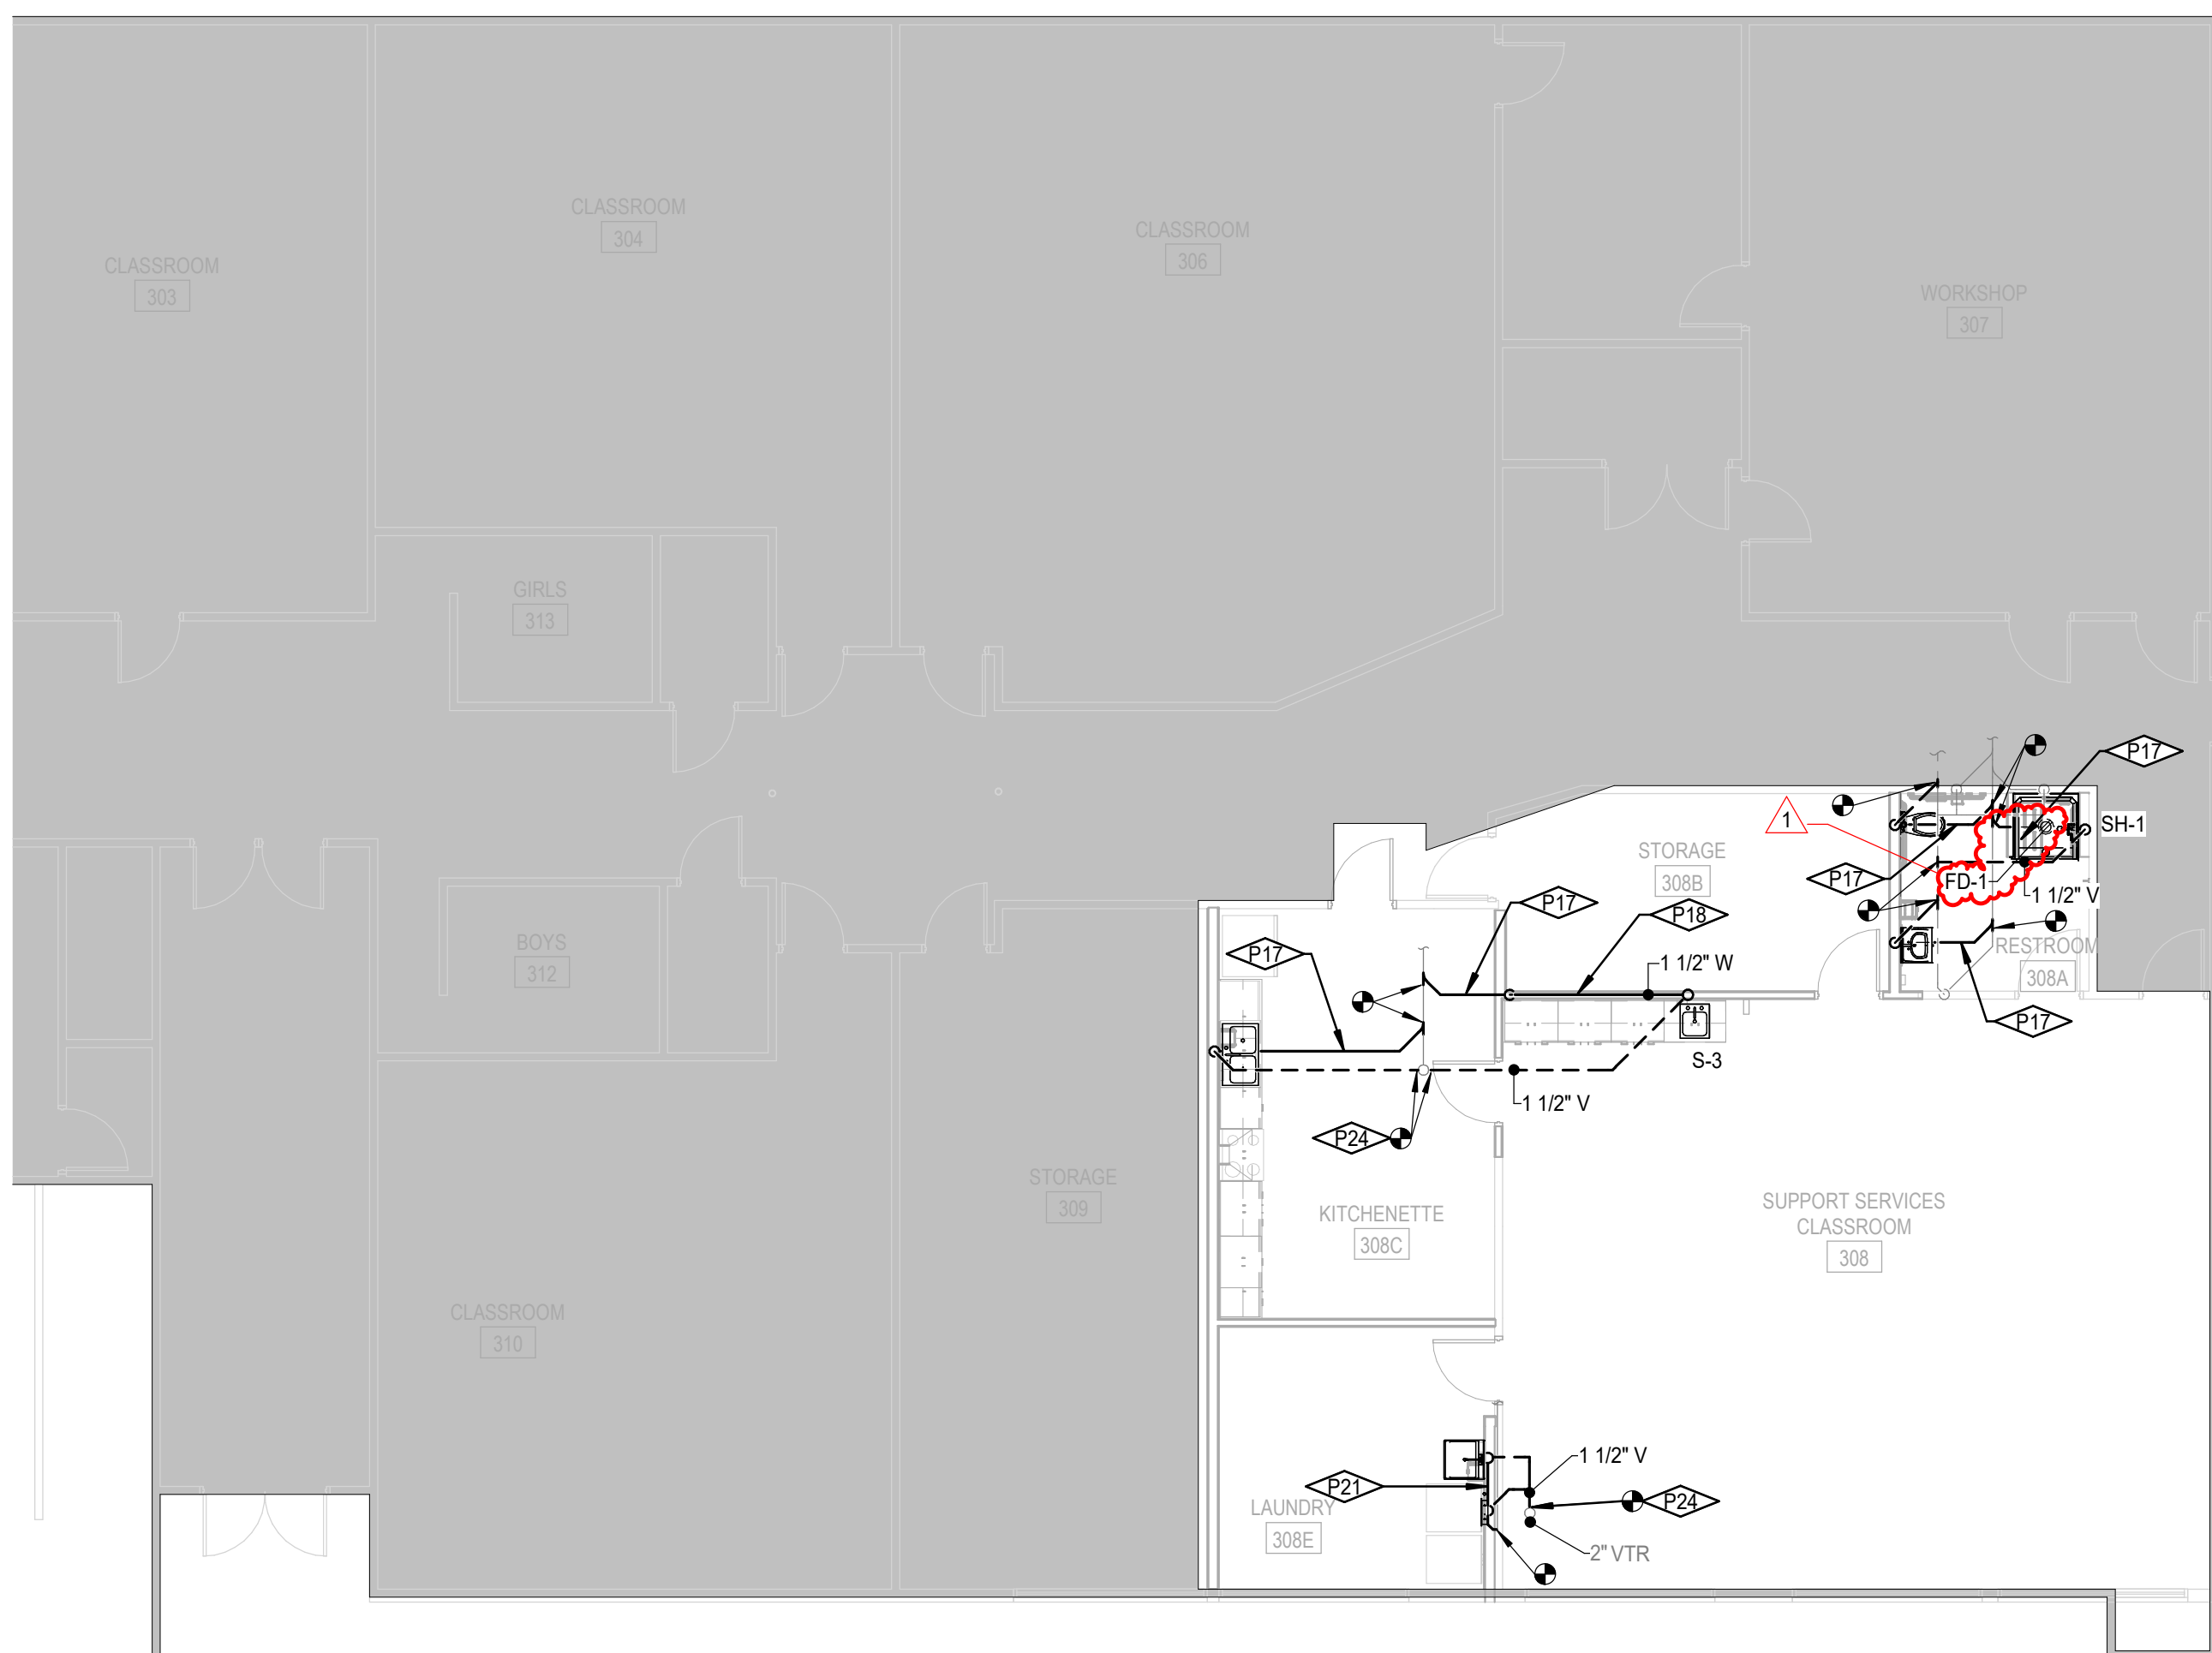 CLASSROOM
304
CLASSROOM
306
CLASSROOM
303
WORKSHOP
307
GIRLS
313
P17
1
SH-1
STORAGE
308B
P17
FD-1
1 1/2" V
P17
P18
BOYS
312
P17
1 1/2" W
RESTROOM
308A
P17
S-3
1 1/2" V
P24
STORAGE
309
KITCHENETTE
308C
SUPPORT SERVICES
CLASSROOM
308
CLASSROOM
310
1 1/2" V
P21
P24
LAUNDRY
308E
2" VTR